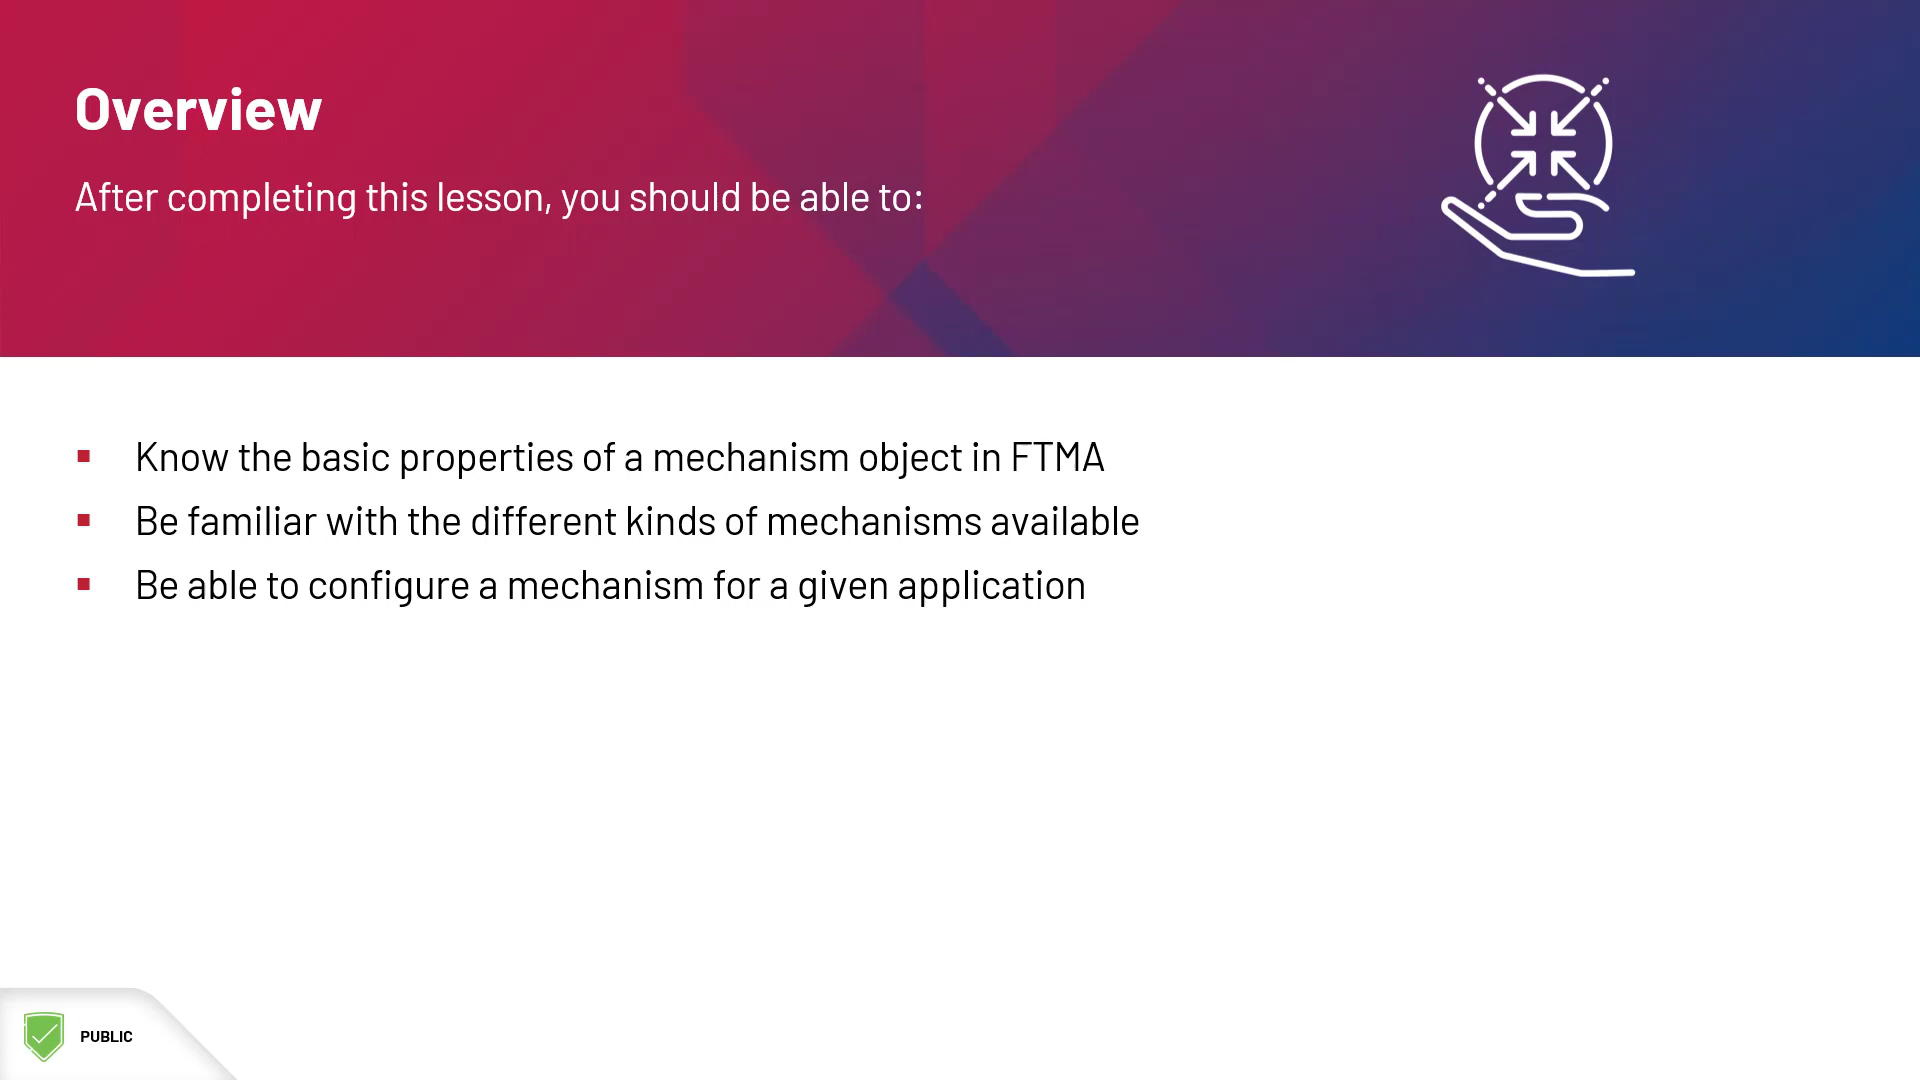 Overview
After completing this lesson, you should be able to:
▪ Know the basic properties of a mechanism object in FTMA
▪ Be familiar with the different kinds of mechanisms available
▪ Be able to configure a mechanism for a given application
PUBLIC